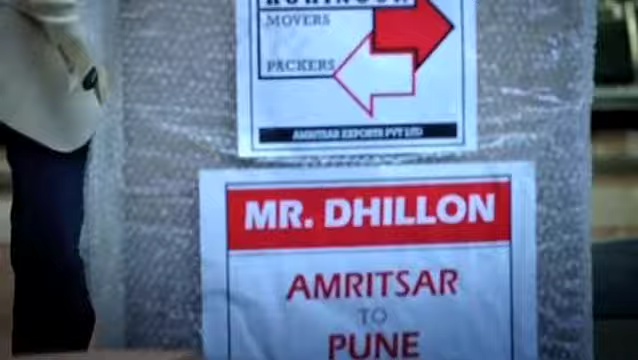 MOVERS
PACKERS
AMRITSAR EXPORTS PVT LTD
MR. DHILLON
AMRITSAR
TO
PUNE